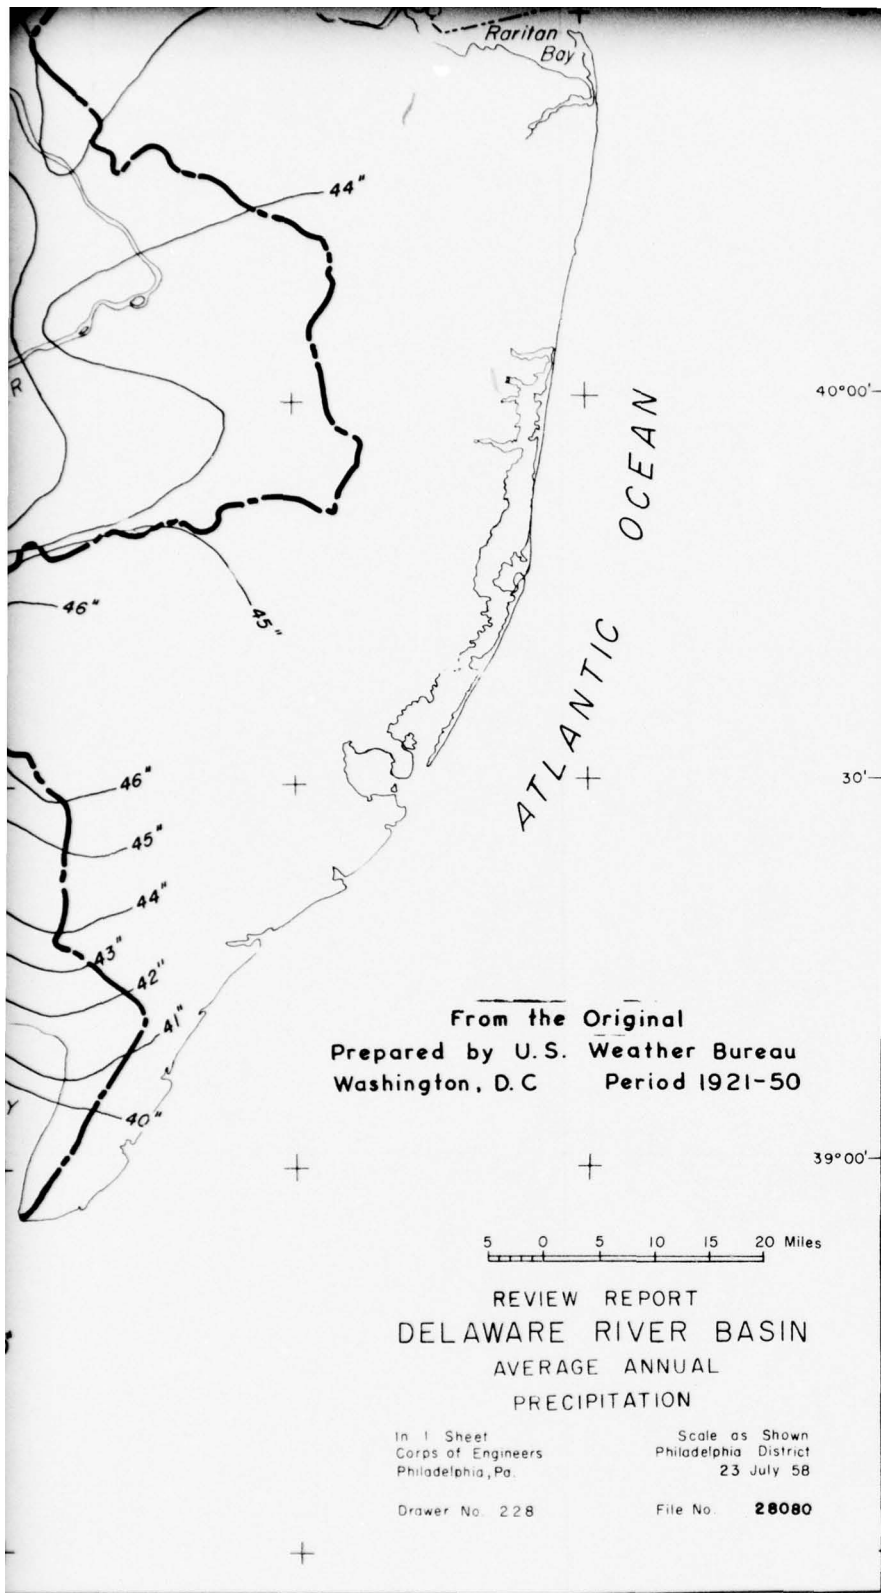 Raritan
Bay
44"
40°00'
R
ATLANTIC OCEAN
46"
45"
46"
30'
45"
44"
43"
42"
41"
From the Original
Prepared by U.S. Weather Bureau
Washington, D.C Period 1921-50
Y
40"
39°00'
5 0 5 10 15 20 Miles
REVIEW REPORT
DELAWARE RIVER BASIN
AVERAGE ANNUAL
PRECIPITATION
In 1 Sheet Scale as Shown
Corps of Engineers Philadelphia District
Philadelphia, Pa. 23 July 58
Drawer No. 228 File No. 28080